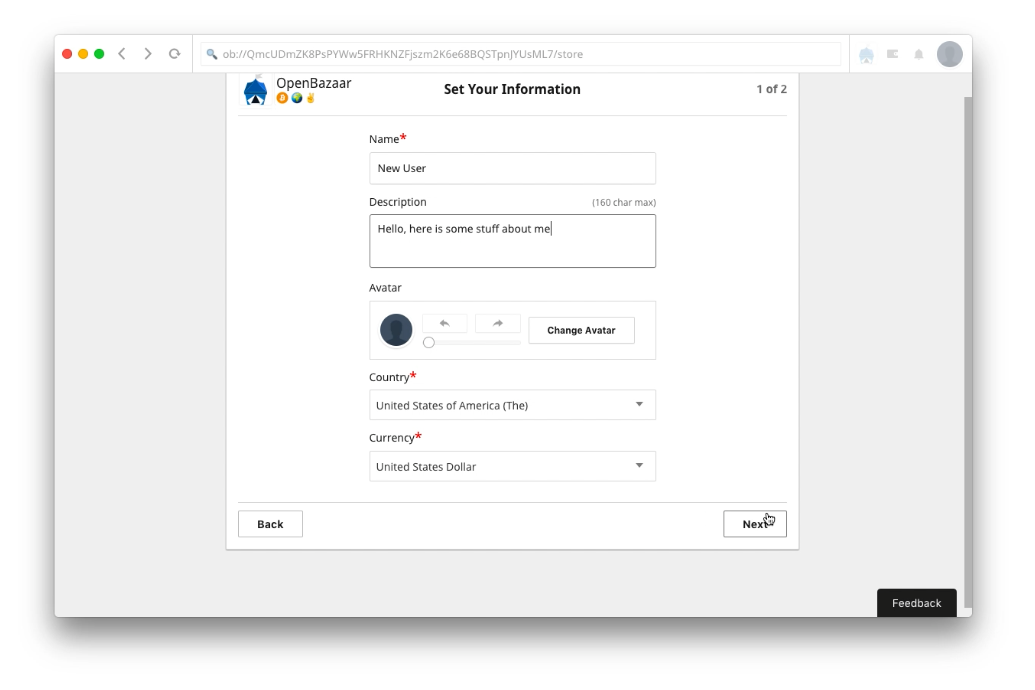 ob://QmcUDmZK8PsPYWw5FRHKNZFjszm2K6e68BQSTpnJYUsML7/store
OpenBazaar
Set Your Information
1 of 2
Name*
New User
Description
(160 char max)
Hello, here is some stuff about me
Avatar
Change Avatar
Country*
United States of America (The)
Currency*
United States Dollar
Back
Next
Feedback